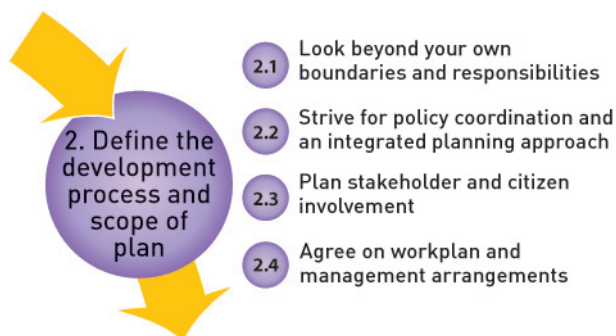 2. Define the
development
process and
scope of
plan
2.1
Look beyond your own
boundaries and responsibilities
2.2
Strive for policy coordination and
an integrated planning approach
2.3
Plan stakeholder and citizen
involvement
2.4
Agree on workplan and
management arrangements